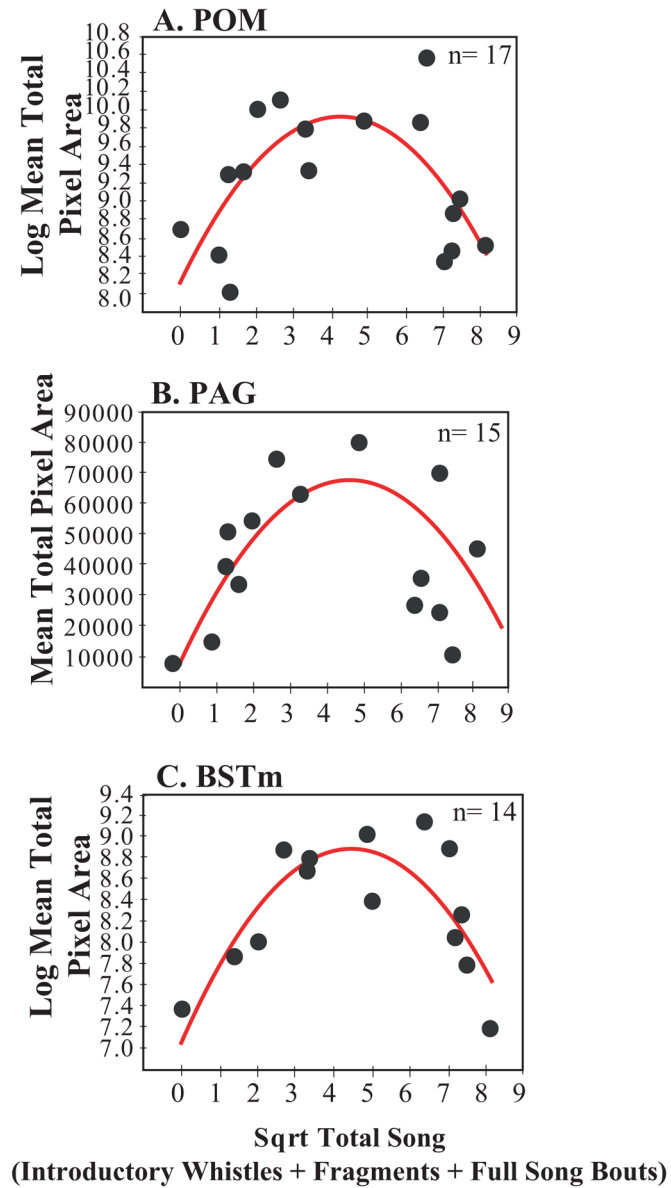 A. POM
n= 17
Log Mean Total
Pixel Area
10.8
10.6
10.4
10.2
10.0
9.8
9.6
9.4
9.2
9.0
8.8
8.6
8.4
8.2
8.0
0 1 2 3 4 5 6 7 8 9
B. PAG
n= 15
Mean Total Pixel Area
90000
80000
70000
60000
50000
40000
30000
20000
10000
0 1 2 3 4 5 6 7 8 9
C. BSTm
n= 14
Log Mean Total
Pixel Area
9.4
9.2
9.0
8.8
8.6
8.4
8.2
8.0
7.8
7.6
7.4
7.2
7.0
0 1 2 3 4 5 6 7 8 9
Sqrt Total Song
(Introductory Whistles + Fragments + Full Song Bouts)